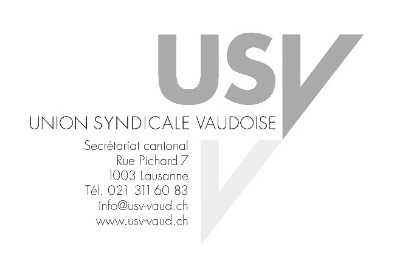 USV
UNION SYNDICALE VAUDOISE
Secrétariat cantonal
Rue Pichard 7
1003 Lausanne
Tél. 021 311 60 83
info@usv-vaud.ch
www.usv-vaud.ch